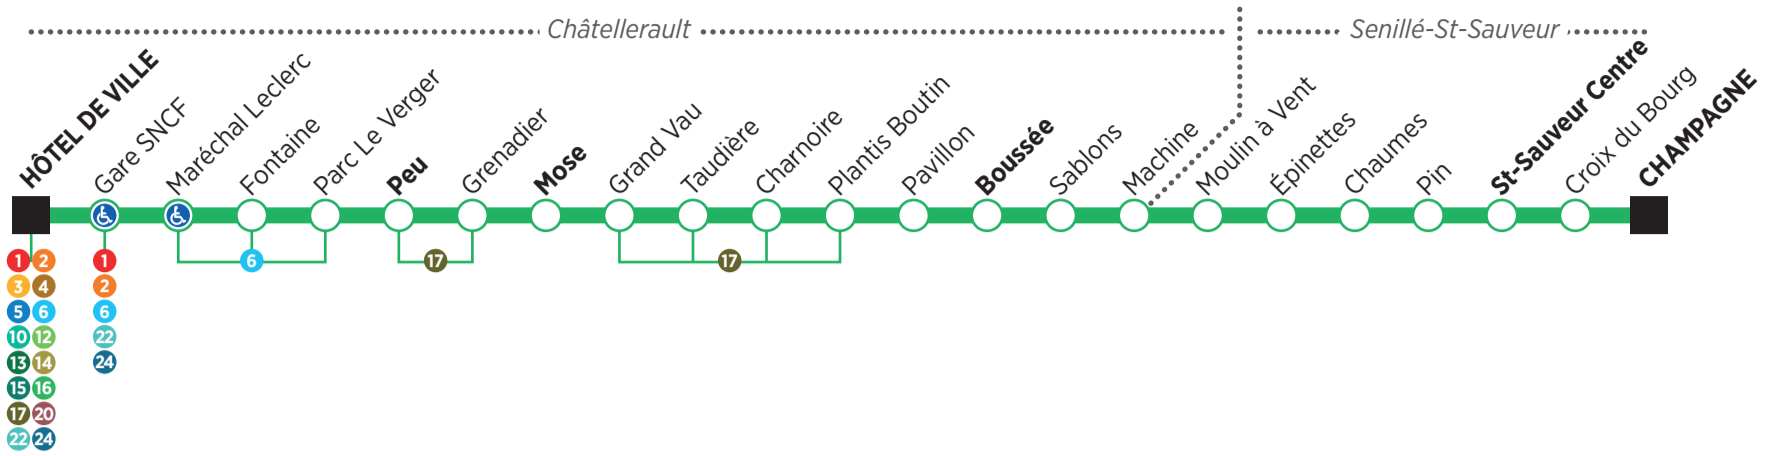 Châtellerault
Senillé-St-Sauveur
HÔTEL DE VILLE
Gare SNCF
Maréchal Leclerc
Fontaine
Parc Le Verger
Peu
Grenadier
Mose
Grand Vau
Taudière
Charnoire
Plantis Boutin
Pavillon
Boussée
Sablons
Machine
Moulin à Vent
Épinettes
Chaumes
Pin
St-Sauveur Centre
Croix du Bourg
CHAMPAGNE
1 2
3 4
5 6
10 12
13 14
15 16
17 20
22 24
1
2
6
22
24
6
17
17